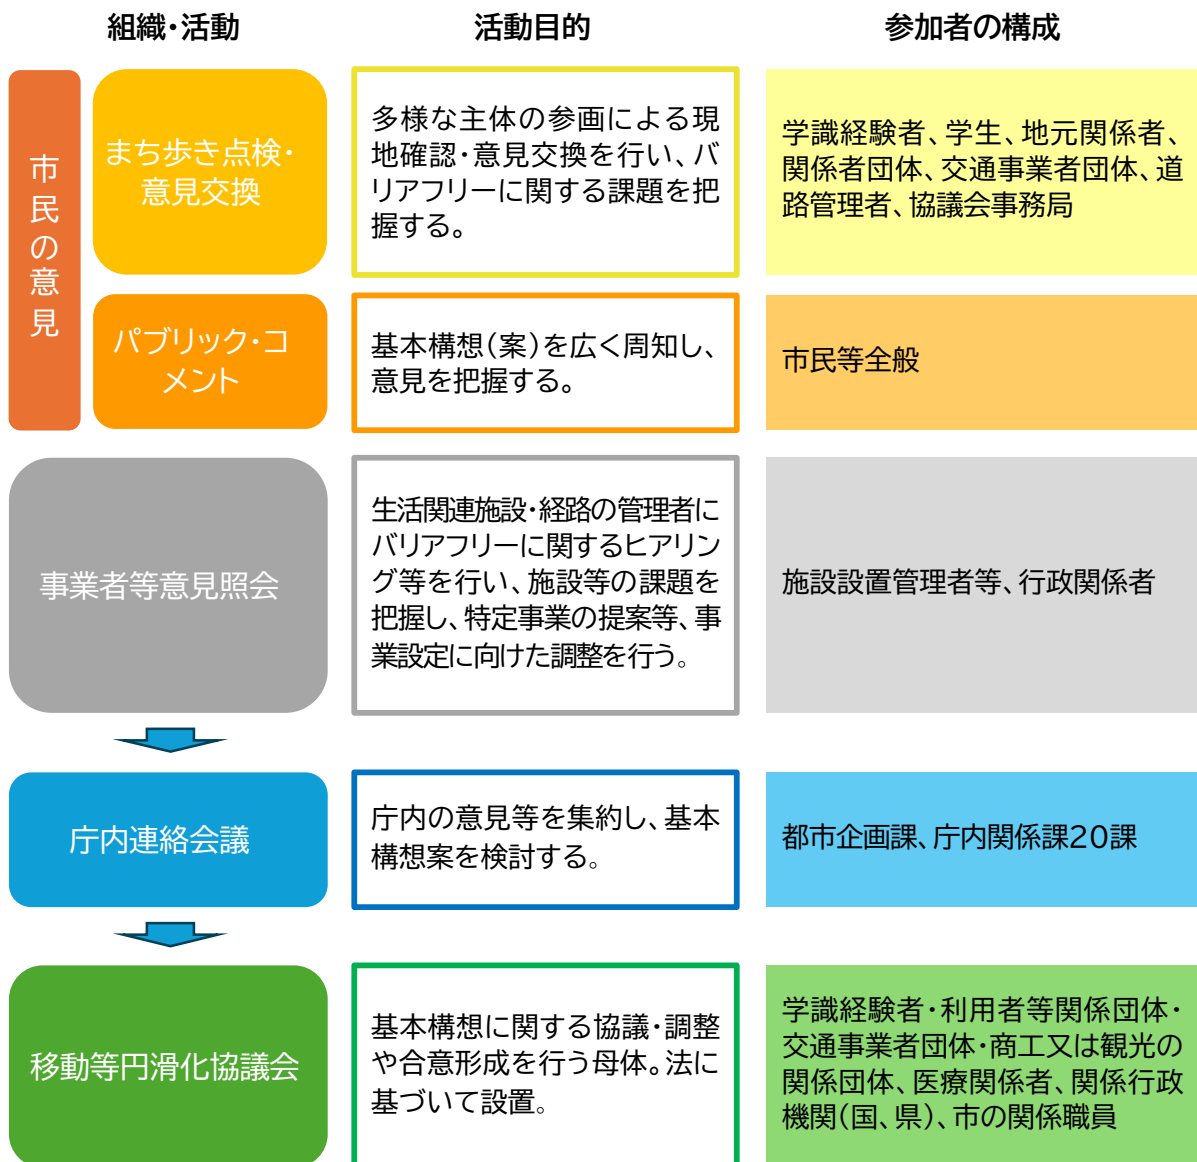 組織・活動
活動目的
参加者の構成
市民の意見
まち歩き点検・
意見交換
多様な主体の参画による現
地確認・意見交換を行い、バ
リアフリーに関する課題を把
握する。
学識経験者、学生、地元関係者、
関係者団体、交通事業者団体、道
路管理者、協議会事務局
パブリック・コ
メント
基本構想(案)を広く周知し、
意見を把握する。
市民等全般
事業者等意見照会
生活関連施設・経路の管理者に
バリアフリーに関するヒアリン
グ等を行い、施設等の課題を
把握し、特定事業の提案等、事
業設定に向けた調整を行う。
施設設置管理者等、行政関係者
庁内連絡会議
庁内の意見等を集約し、基本
構想案を検討する。
都市企画課、庁内関係課20課
移動等円滑化協議会
基本構想に関する協議・調整
や合意形成を行う母体。法に
基づいて設置。
学識経験者・利用者等関係団体・
交通事業者団体・商工又は観光の
関係団体、医療関係者、関係行政
機関(国、県)、市の関係職員